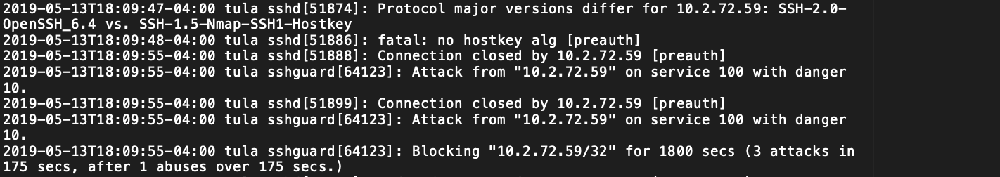 2019-05-13T18:09:47-04:00 tula sshd[51874]: Protocol major versions differ for 10.2.72.59: SSH-2.0-
OpenSSH_6.4 vs. SSH-1.5-Nmap-SSH1-Hostkey
2019-05-13T18:09:48-04:00 tula sshd[51886]: fatal: no hostkey alg [preauth]
2019-05-13T18:09:55-04:00 tula sshd[51888]: Connection closed by 10.2.72.59 [preauth]
2019-05-13T18:09:55-04:00 tula sshguard[64123]: Attack from "10.2.72.59" on service 100 with danger
10.
2019-05-13T18:09:55-04:00 tula sshd[51899]: Connection closed by 10.2.72.59 [preauth]
2019-05-13T18:09:55-04:00 tula sshguard[64123]: Attack from "10.2.72.59" on service 100 with danger
10.
2019-05-13T18:09:55-04:00 tula sshguard[64123]: Blocking "10.2.72.59/32" for 1800 secs (3 attacks in
175 secs, after 1 abuses over 175 secs.)